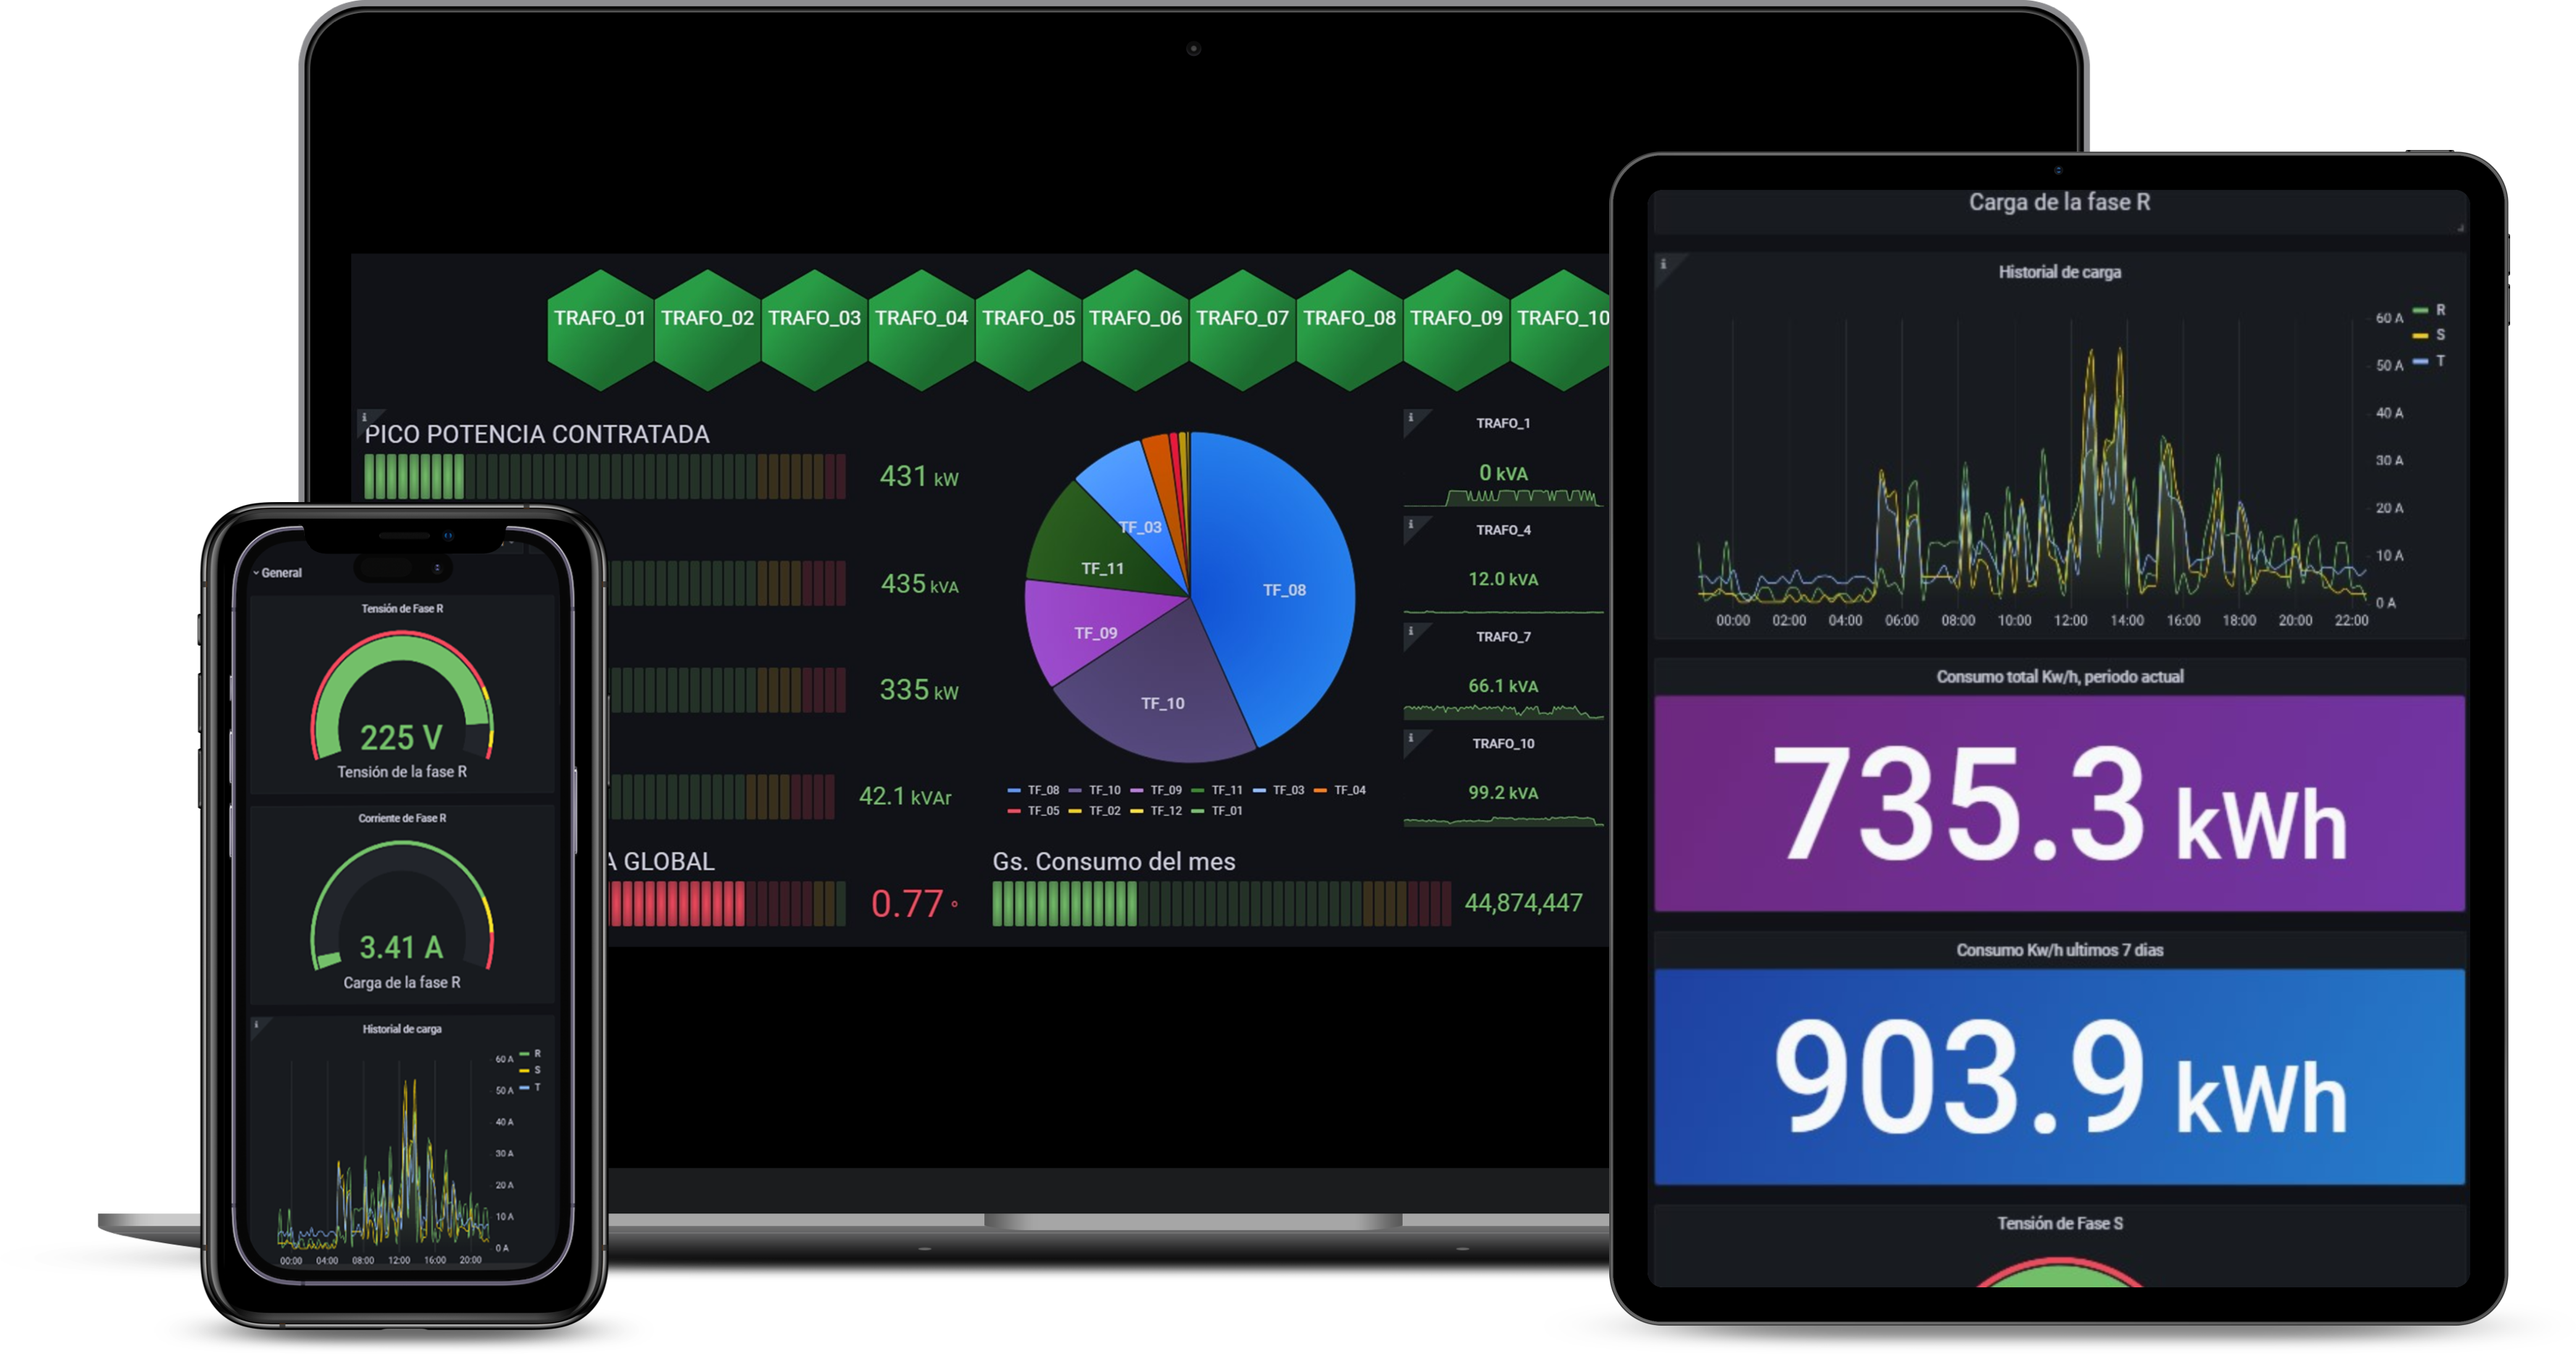 TRAFO_01 TRAFO_02 TRAFO_03 TRAFO_04 TRAFO_05 TRAFO_06 TRAFO_07 TRAFO_08 TRAFO_09 TRAFO_10
PICO POTENCIA CONTRATADA
431 kW
435 kVA
335 kW
42.1 kVAr
A GLOBAL
0.77 °
TF_08
TF_10
TF_09
TF_11
TF_03
TF_08 TF_10 TF_09 TF_11 TF_03 TF_04
TF_05 TF_02 TF_12 TF_01
Gs. Consumo del mes
44,874,447
TRAFO_1
0 kVA
TRAFO_4
12.0 kVA
TRAFO_7
66.1 kVA
TRAFO_10
99.2 kVA
General
Tensión de Fase R
225 V
Tensión de la fase R
Corriente de Fase R
3.41 A
Carga de la fase R
Historial de carga
60 A
50 A
40 A
30 A
20 A
10 A
0 A
R
S
T
00:00 04:00 08:00 12:00 16:00 20:00
Carga de la fase R
Historial de carga
60 A
50 A
40 A
30 A
20 A
10 A
0 A
R
S
T
00:00 02:00 04:00 06:00 08:00 10:00 12:00 14:00 16:00 18:00 20:00 22:00
Consumo total Kw/h, periodo actual
735.3 kWh
Consumo Kw/h ultimos 7 dias
903.9 kWh
Tensión de Fase S